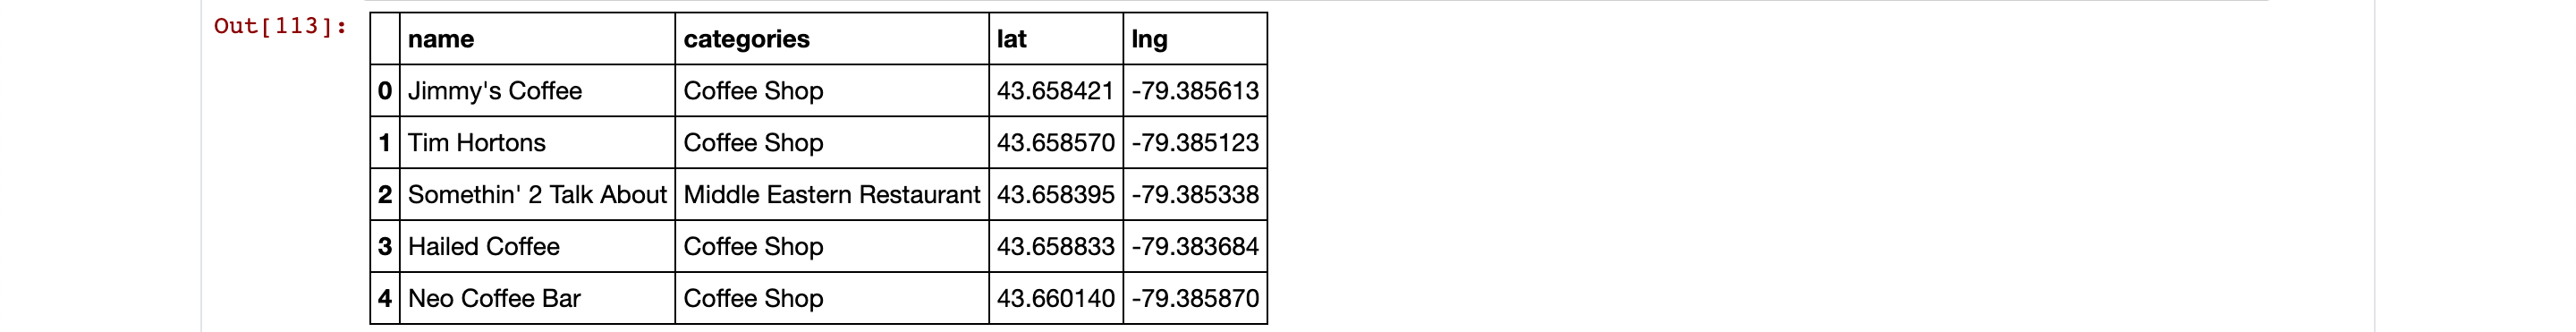 Out[113]:
name categories lat lng
0 Jimmy's Coffee Coffee Shop 43.658421 -79.385613
1 Tim Hortons Coffee Shop 43.658570 -79.385123
2 Somethin' 2 Talk About Middle Eastern Restaurant 43.658395 -79.385338
3 Hailed Coffee Coffee Shop 43.658833 -79.383684
4 Neo Coffee Bar Coffee Shop 43.660140 -79.385870